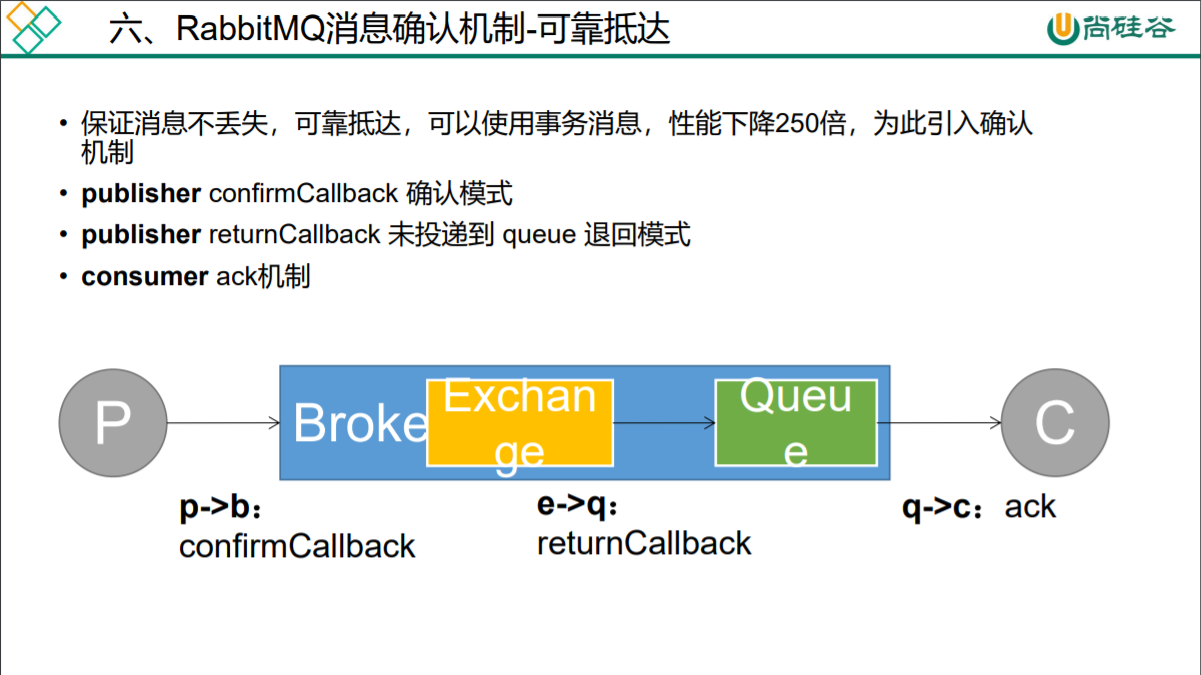 六、RabbitMQ消息确认机制-可靠抵达
尚硅谷
• 保证消息不丢失，可靠抵达，可以使用事务消息，性能下降250倍，为此引入确认
机制
• publisher confirmCallback 确认模式
• publisher returnCallback 未投递到 queue 退回模式
• consumer ack机制
P
Broke
Exchan
ge
Queu
e
C
p->b：
confirmCallback
e->q：
returnCallback
q->c：ack